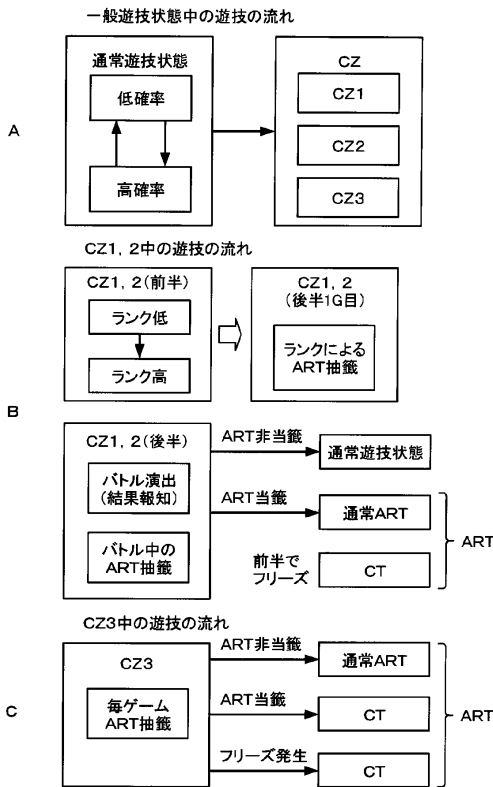 一般遊技状態中の遊技の流れ
A
通常遊技状態
低確率
高確率
CZ
CZ1
CZ2
CZ3
CZ1, 2中の遊技の流れ
B
CZ1, 2(前半)
ランク低
ランク高
CZ1, 2
(後半1G目)
ランクによる
ART抽籤
CZ1, 2(後半)
バトル演出
(結果報知)
バトル中の
ART抽籤
ART非当籤
通常遊技状態
ART当籤
通常ART
前半で
フリーズ
CT
ART
CZ3中の遊技の流れ
C
CZ3
毎ゲーム
ART抽籤
ART非当籤
通常ART
ART当籤
CT
フリーズ発生
CT
ART